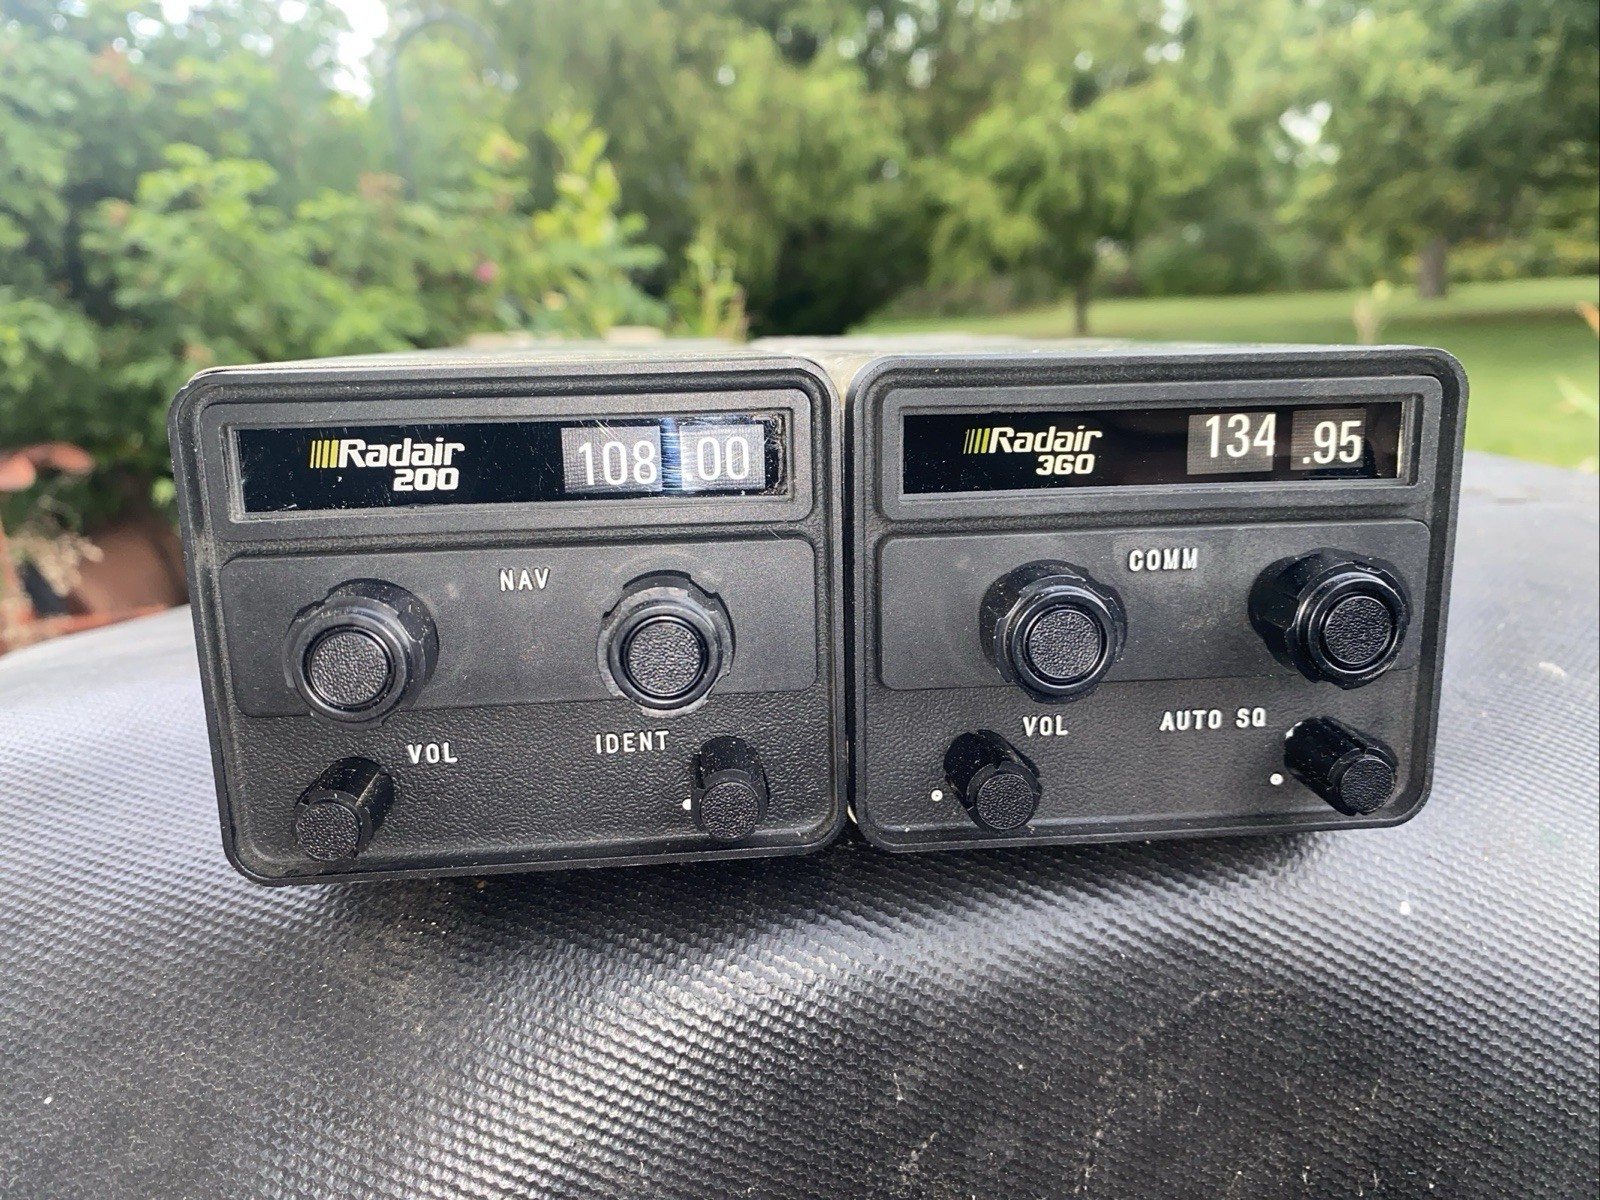 Radair
200
108 .00
NAV
VOL
IDENT
Radair
360
134 .95
COMM
VOL
AUTO SQ